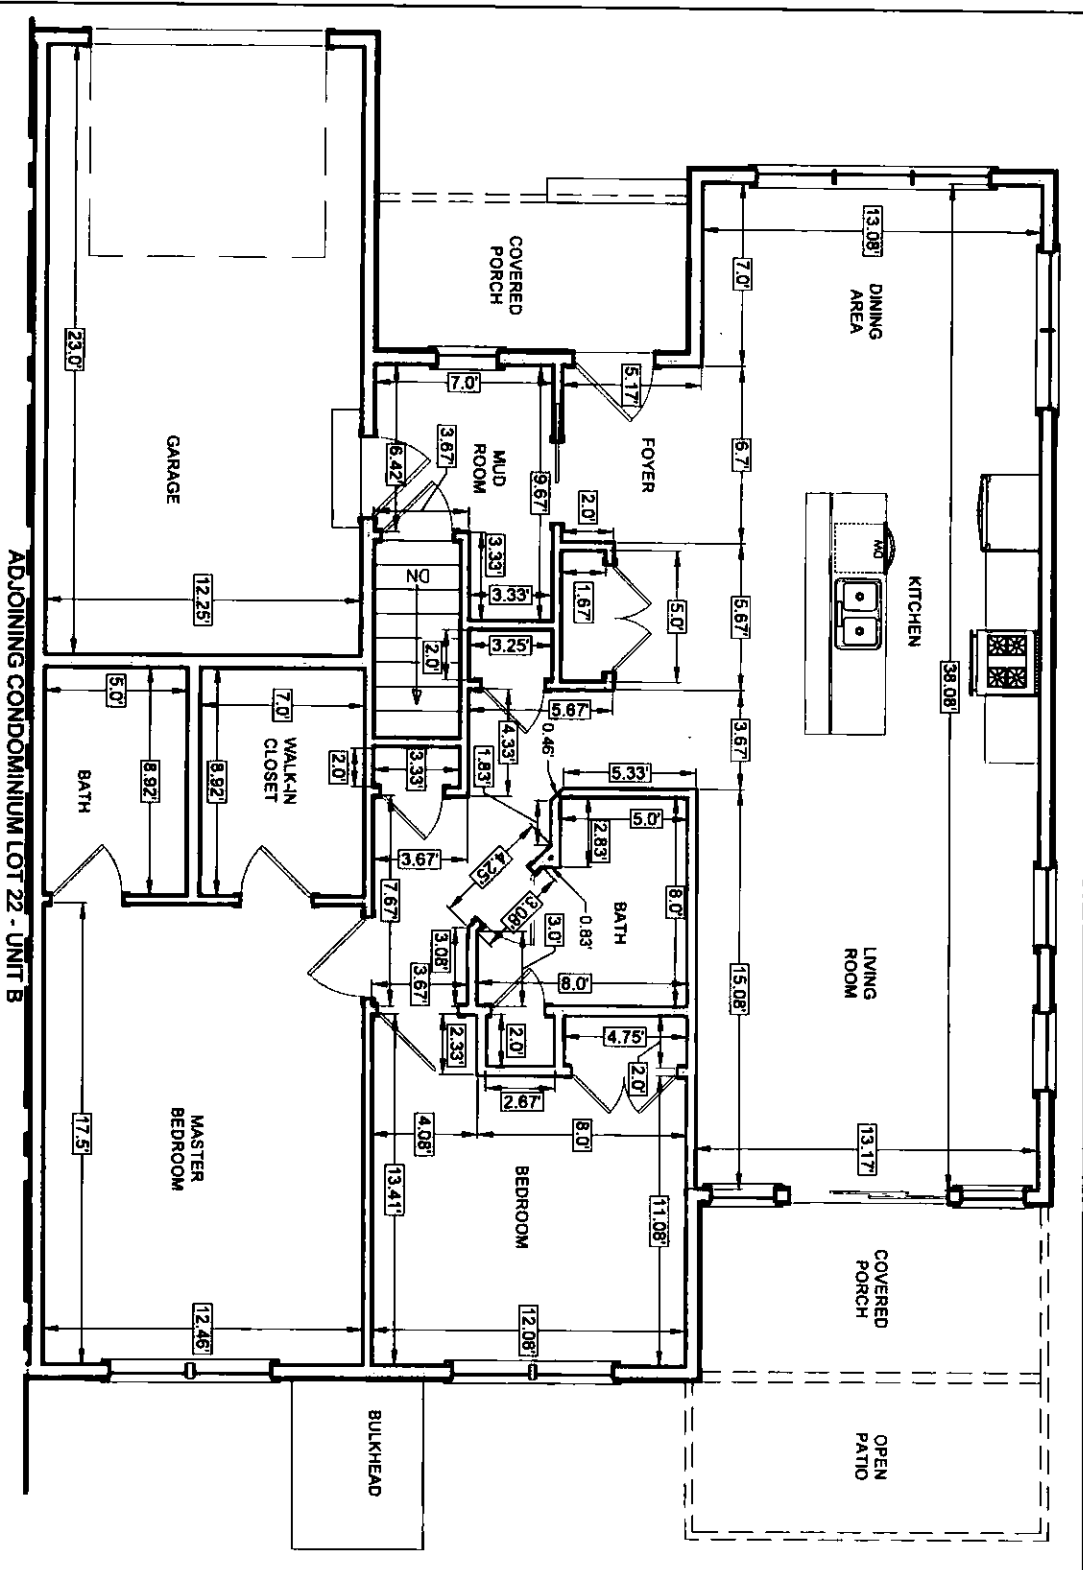 13.08'
DINING
AREA
7.0'
38.08'
COVERED
PORCH
23.0'
GARAGE
12.25'
7.0'
5.17'
6.7'
FOYER
6.42'
3.67'
MUD
ROOM
9.67'
2.0'
3.33'
3.33'
1.67'
5.0'
5.67'
DW
KITCHEN
DN
2.0'
3.25'
5.67'
3.67'
4.33'
0.46'
1.83'
5.33'
5.0'
2.83'
8.0'
2.0'
3.33'
3.67'
7.67'
4.25'
3.08'
0.83'
3.0'
BATH
8.0'
3.08'
3.67'
5.0'
8.92'
BATH
7.0'
8.92'
WALK-IN
CLOSET
LIVING
ROOM
15.08'
13.17'
2.33'
2.0'
2.67'
4.75'
2.0'
4.08'
8.0'
13.41'
BEDROOM
11.08'
12.08'
17.5'
MASTER
BEDROOM
12.46'
COVERED
PORCH
OPEN
PATIO
BULKHEAD
ADJOINING CONDOMINIUM LOT 22 - UNIT B